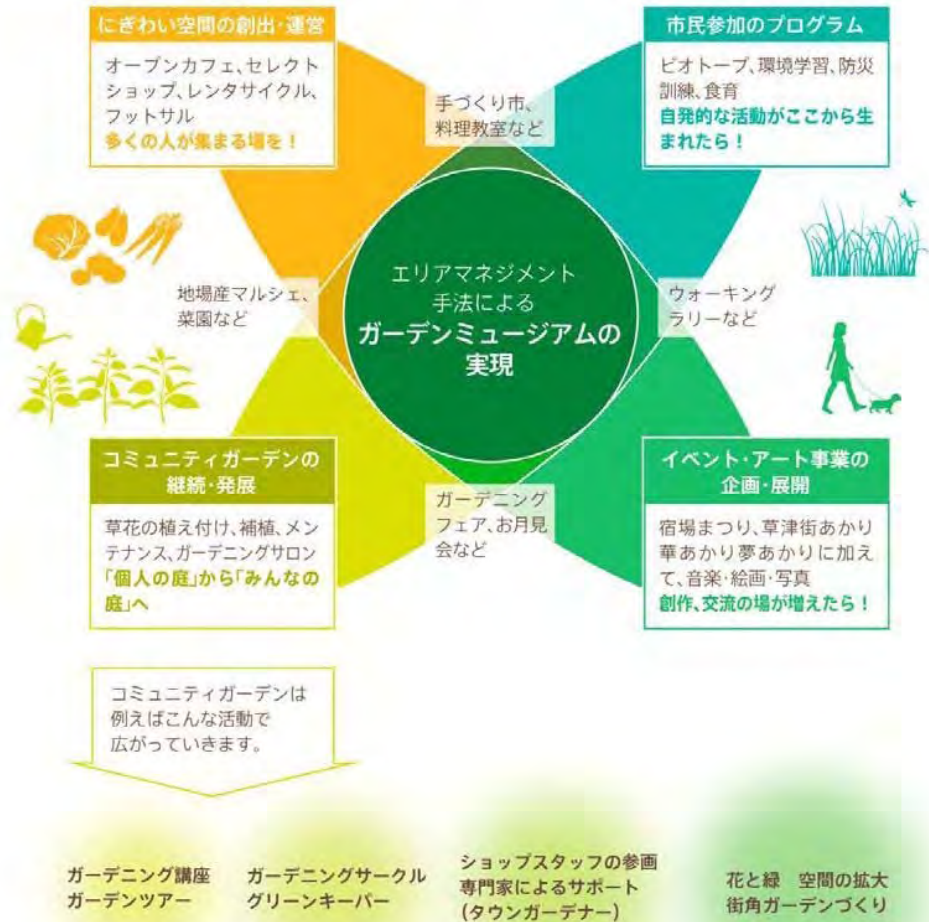 にぎわい空間の創出･運営
オープンカフェ、セレクト
ショップ、レンタサイクル、
フットサル
多くの人が集まる場を！
市民参加のプログラム
ビオトープ、環境学習、防災
訓練、食育
自発的な活動がここから生
まれたら！
手づくり市、
料理教室など
エリアマネジメント
手法による
ガーデンミュージアムの
実現
地場産マルシェ、
菜園など
ウォーキング
ラリーなど
コミュニティガーデンの
継続･発展
草花の植え付け、補植、メン
テナンス、ガーデニングサロン
「個人の庭」から「みんなの
庭」へ
ガーデニング
フェア、お月見
会など
イベント･アート事業の
企画･展開
宿場まつり、草津街あかり
華あかり夢あかりに加え
て、音楽･絵画･写真
創作、交流の場が増えたら！
コミュニティガーデンは
例えばこんな活動で
広がっていきます。
ガーデニング講座
ガーデンツアー
ガーデニングサークル
グリーンキーパー
ショップスタッフの参画
専門家によるサポート
(タウンガーデナー)
花と緑　空間の拡大
街角ガーデンづくり